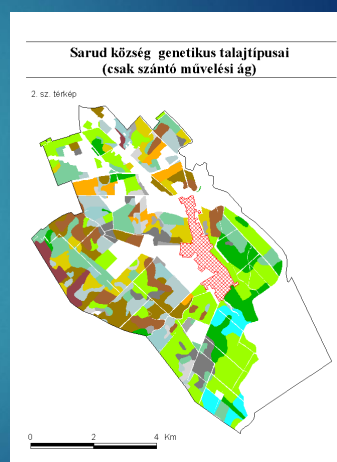 Sarud község genetikus talajtípusai
(csak szántó művelési ág)
2. sz. térkép
0 2 4 Km